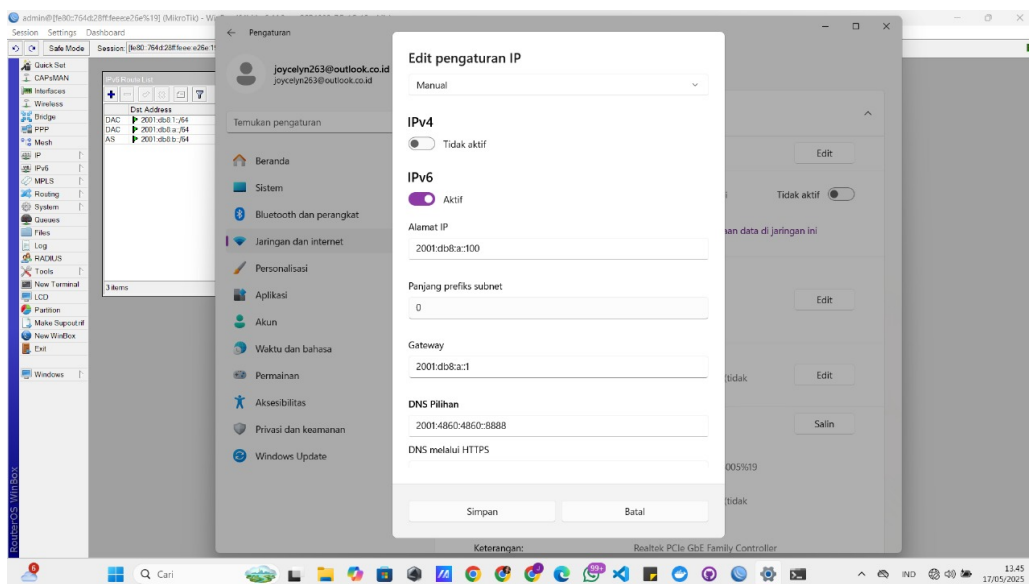 admin@[fe80::764d:28ff:feee:e26e%19] (MikroTik) - W
Session Settings Dashboard
Safe Mode Session: [fe80::764d:28ff:feee:e26e%19
Quick Set
CAPsMAN
Interfaces
Wireless
Bridge
PPP
Mesh
IP
IPv6
MPLS
Routing
System
Queues
Files
Log
RADIUS
Tools
New Terminal
LCD
Partition
Make Supout.rif
New WinBox
Exit
Windows
RouterOS WinBox
IPv6 Route List
Dst. Address
DAC 2001:db8:1::/64
DAC 2001:db8:a::/64
AS 2001:db8:b::/64
3 items
Pengaturan
joycelyn263@outlook.co.id
joycelyn263@outlook.co.id
Temukan pengaturan
Beranda
Sistem
Bluetooth dan perangkat
Jaringan dan internet
Personalisasi
Aplikasi
Akun
Waktu dan bahasa
Permainan
Aksesibilitas
Privasi dan keamanan
Windows Update
Edit pengaturan IP
Manual
IPv4
Tidak aktif
IPv6
Aktif
Alamat IP
2001:db8:a::100
Panjang prefiks subnet
0
Gateway
2001:db8:a::1
DNS Pilihan
2001:4860:4860::8888
DNS melalui HTTPS
Simpan
Batal
Edit
Tidak aktif
an data di jaringan ini
Edit
(tidak
Edit
Salin
005%19
(tidak
Keterangan:
Realtek PCIe GbE Family Controller
6
Cari
99+
IND
13.45
17/05/202